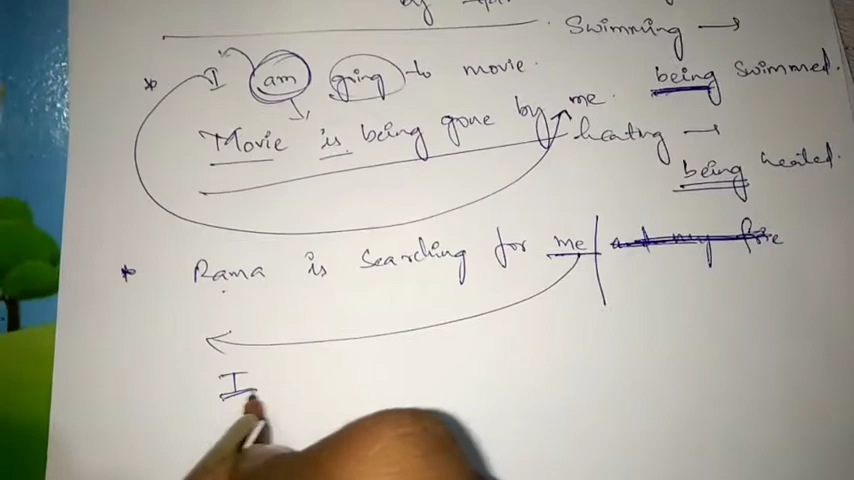 by
Swimming →
* I am going to movie.
being swimmed.
Movie is being gone by me
heating →
being heated.
* Rama is searching for me
I